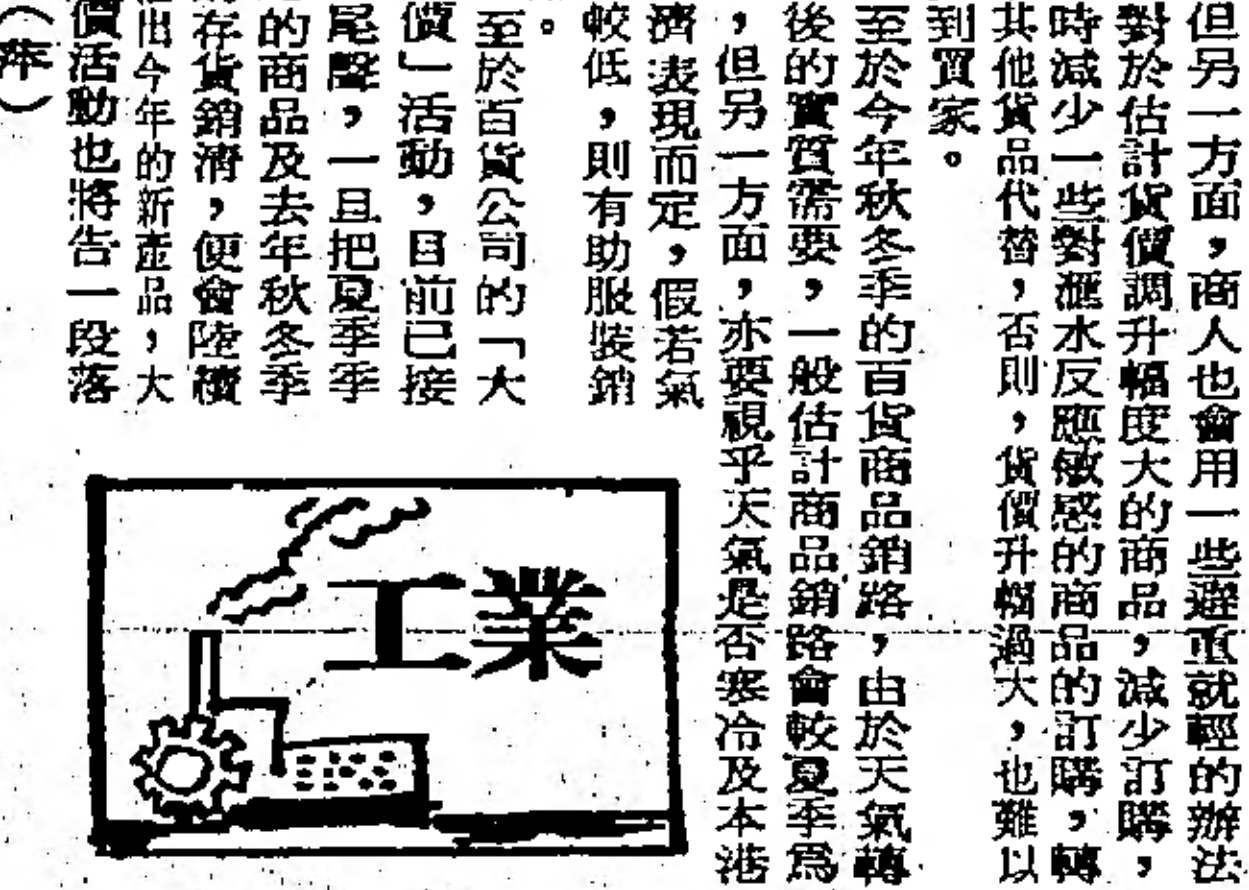 但另一方面，商人也會用一些避重就輕的辦法
對於估計貨價調升幅度大的商品，減少訂購，
時減少一些對滙水反應敏感的商品的訂購，轉
其他貨品代替，否則，貨價升幅過大，也難以
到買家。
至於今年秋冬季的百貨商品銷路，由於天氣轉
後的實質需要，一般估計商品銷路會較夏季爲
，但另一方面，亦要視乎天氣是否寒冷及本港
濟表現而定，假若氣
較低，則有助服裝銷
。
至於百貨公司的「大
價」活動，目前已接
尾聲，一旦把夏季季
的商品及去年秋冬季
存貨銷清，便會陸續
出今年的新產品，大
價活動也將告一段落
工業